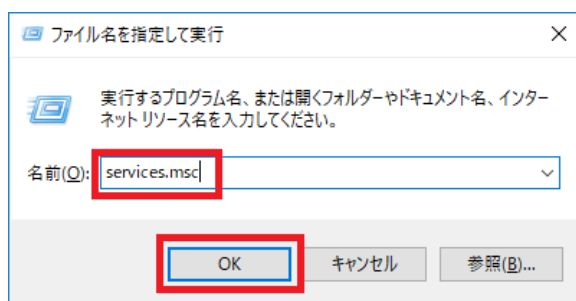 ファイル名を指定して実行
実行するプログラム名、または開くフォルダーやドキュメント名、インター
ネット リソース名を入力してください。
名前(O): services.msc
OK キャンセル 参照(B)...